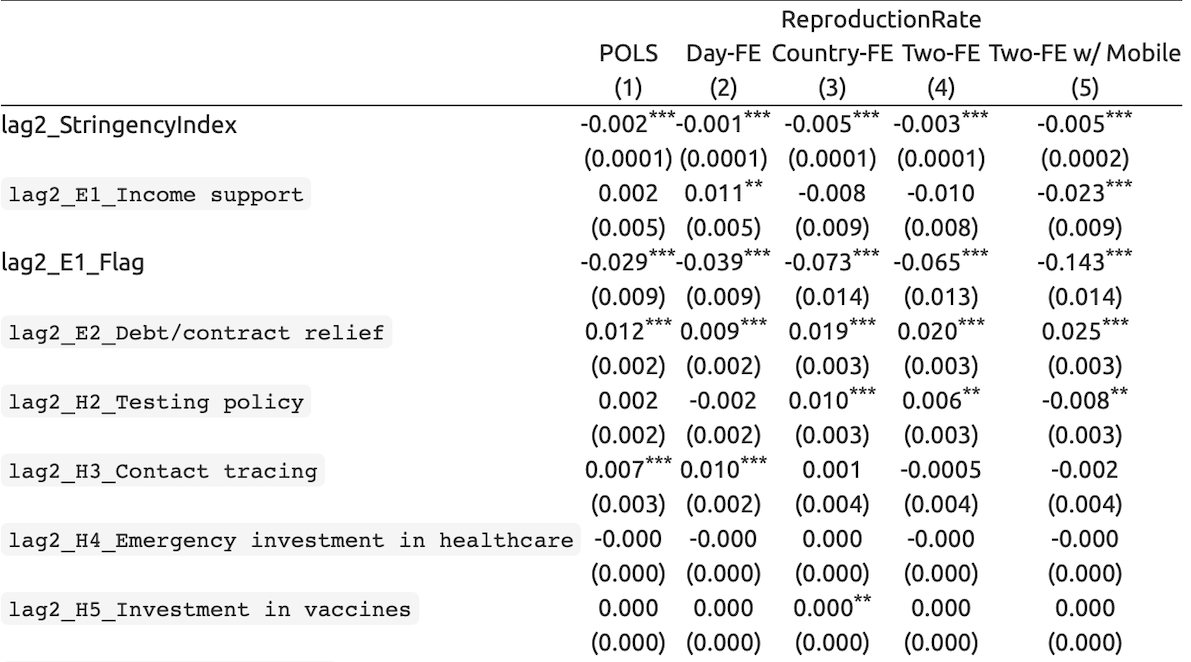 ReproductionRate
POLS Day-FE Country-FE Two-FE Two-FE w/ Mobile
(1) (2) (3) (4) (5)
lag2_StringencyIndex -0.002*** -0.001*** -0.005*** -0.003*** -0.005***
(0.0001) (0.0001) (0.0001) (0.0001) (0.0002)
lag2_E1_Income support 0.002 0.011** -0.008 -0.010 -0.023***
(0.005) (0.005) (0.009) (0.008) (0.009)
lag2_E1_Flag -0.029*** -0.039*** -0.073*** -0.065*** -0.143***
(0.009) (0.009) (0.014) (0.013) (0.014)
lag2_E2_Debt/contract relief 0.012*** 0.009*** 0.019*** 0.020*** 0.025***
(0.002) (0.002) (0.003) (0.003) (0.003)
lag2_H2_Testing policy 0.002 -0.002 0.010*** 0.006** -0.008**
(0.002) (0.002) (0.003) (0.003) (0.003)
lag2_H3_Contact tracing 0.007*** 0.010*** 0.001 -0.0005 -0.002
(0.003) (0.002) (0.004) (0.004) (0.004)
lag2_H4_Emergency investment in healthcare -0.000 -0.000 0.000 -0.000 -0.000
(0.000) (0.000) (0.000) (0.000) (0.000)
lag2_H5_Investment in vaccines 0.000 0.000 0.000** 0.000 0.000
(0.000) (0.000) (0.000) (0.000) (0.000)